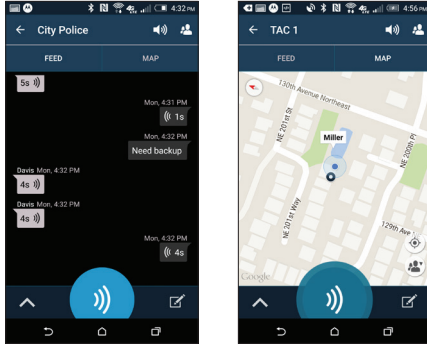 4:32 PM
City Police
FEED
MAP
5s
Mon, 4:31 PM
1s
Mon, 4:32 PM
Need backup
Davis Mon, 4:32 PM
4s
Davis Mon, 4:32 PM
4s
Mon, 4:32 PM
4s
4:56 PM
TAC 1
FEED
MAP
130th Avenue Northeast
NE 201st St
Miller
NE 200th Pl
NE 201st Way
129th Ave
Google